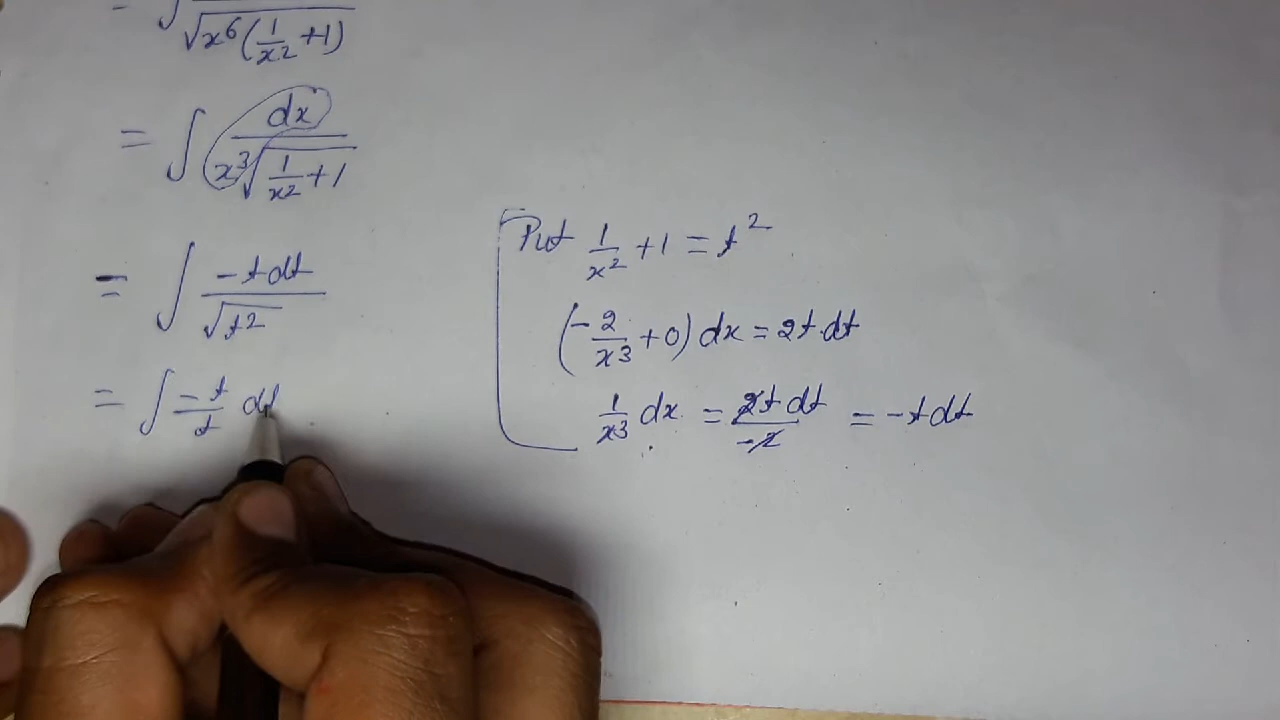 = ∫ / √x⁶(1/x² + 1)
= ∫ dx / x³√(1/x² + 1)
= ∫ -t dt / √t²
= ∫ -t/t dt
Put 1/x² + 1 = t²
(-2/x³ + 0) dx = 2t dt
1/x³ dx = 2t dt / -2 = -t dt